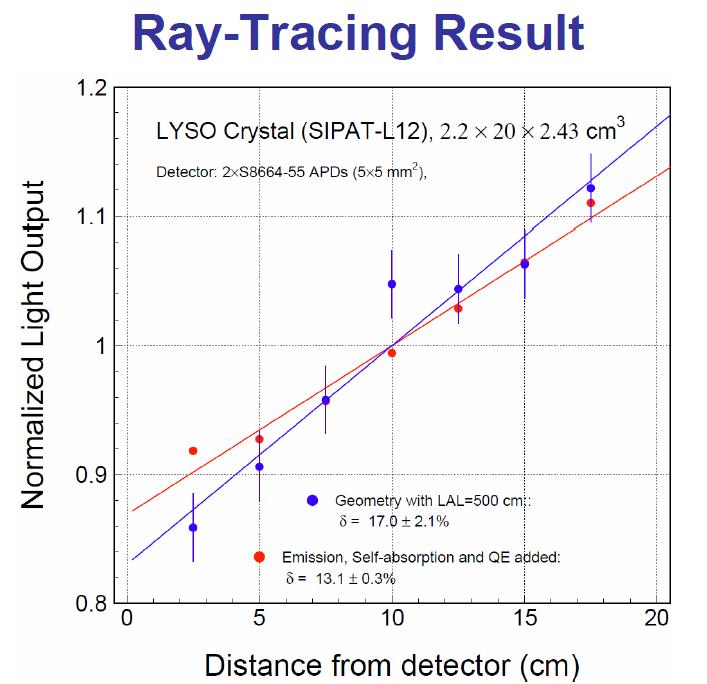 Ray-Tracing Result
1.2
LYSO Crystal (SIPAT-L12), 2.2 × 20 × 2.43 cm³
Detector: 2×S8664-55 APDs (5×5 mm²),
1.1
Normalized Light Output
1
0.9
Geometry with LAL=500 cm::
δ = 17.0 ± 2.1%
Emission, Self-absorption and QE added:
δ = 13.1 ± 0.3%
0.8
0 5 10 15 20
Distance from detector (cm)